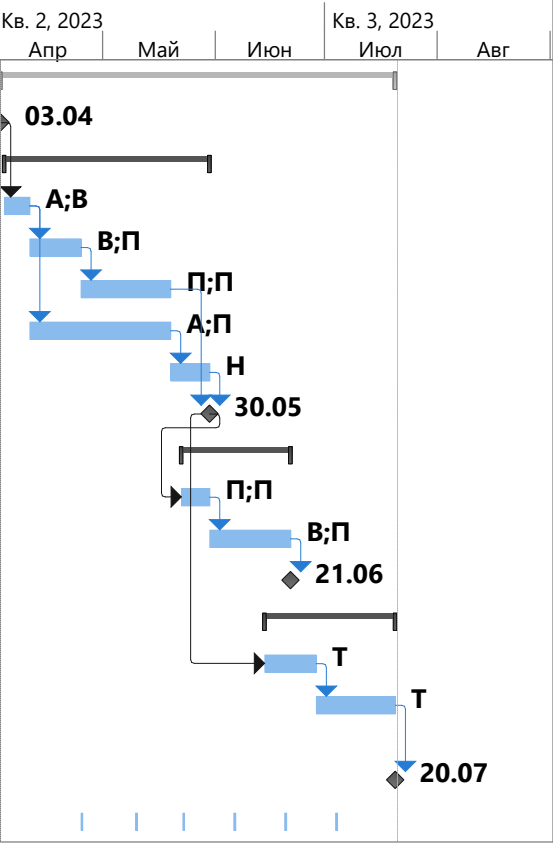 Кв. 2, 2023 Кв. 3, 2023
Апр Май Июн Июл Авг
03.04
А;В
В;П
П;П
А;П
Н
30.05
П;П
В;П
21.06
Т
Т
20.07